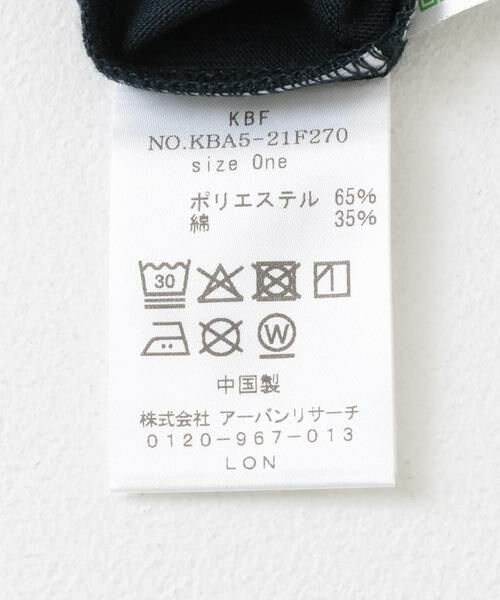 KBF
NO.KBA5-21F270
size One
ポリエステル 65%
綿 35%
30
W
中国製
株式会社 アーバンリサーチ
0120-967-013
LON